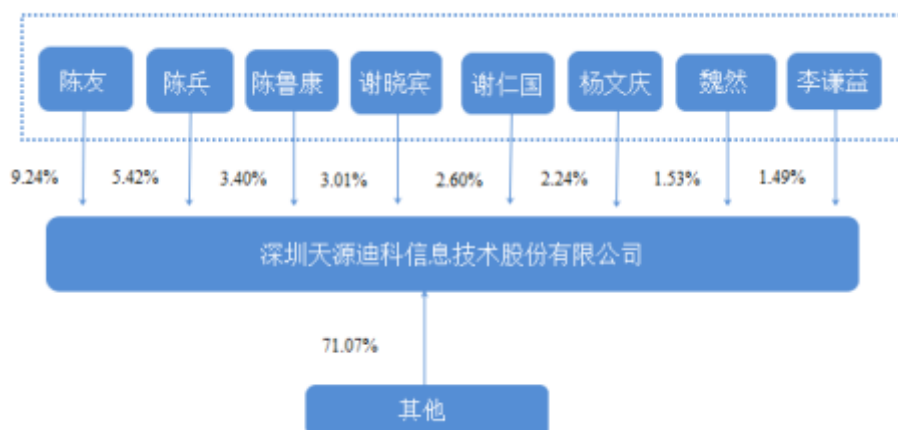 陈友 陈兵 陈鲁康 谢晓宾 谢仁国 杨文庆 魏然 李谦益
9.24% 5.42% 3.40% 3.01% 2.60% 2.24% 1.53% 1.49%
深圳天源迪科信息技术股份有限公司
71.07%
其他